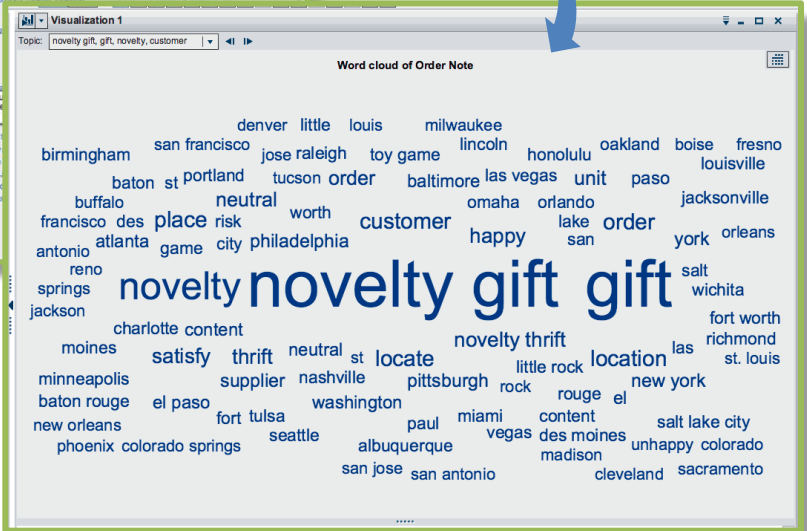 Visualization 1
Topic: novelty gift, gift, novelty, customer
Word cloud of Order Note
denver little louis milwaukee
birmingham san francisco jose raleigh toy game lincoln honolulu oakland boise fresno
louisville
baton st portland tucson order baltimore las vegas unit paso
buffalo neutral omaha orlando jacksonville
francisco des place risk worth customer lake order
antonio atlanta game city philadelphia happy san york orleans
reno salt
springs novelty novelty gift gift wichita
jackson
charlotte content fort worth
moines satisfy thrift neutral st locate novelty thrift location las richmond
st. louis
minneapolis supplier nashville pittsburgh rock little rock new york
baton rouge el paso washington rouge el
new orleans fort tulsa paul miami content salt lake city
phoenix colorado springs seattle albuquerque vegas des moines unhappy colorado
madison
san jose san antonio cleveland sacramento